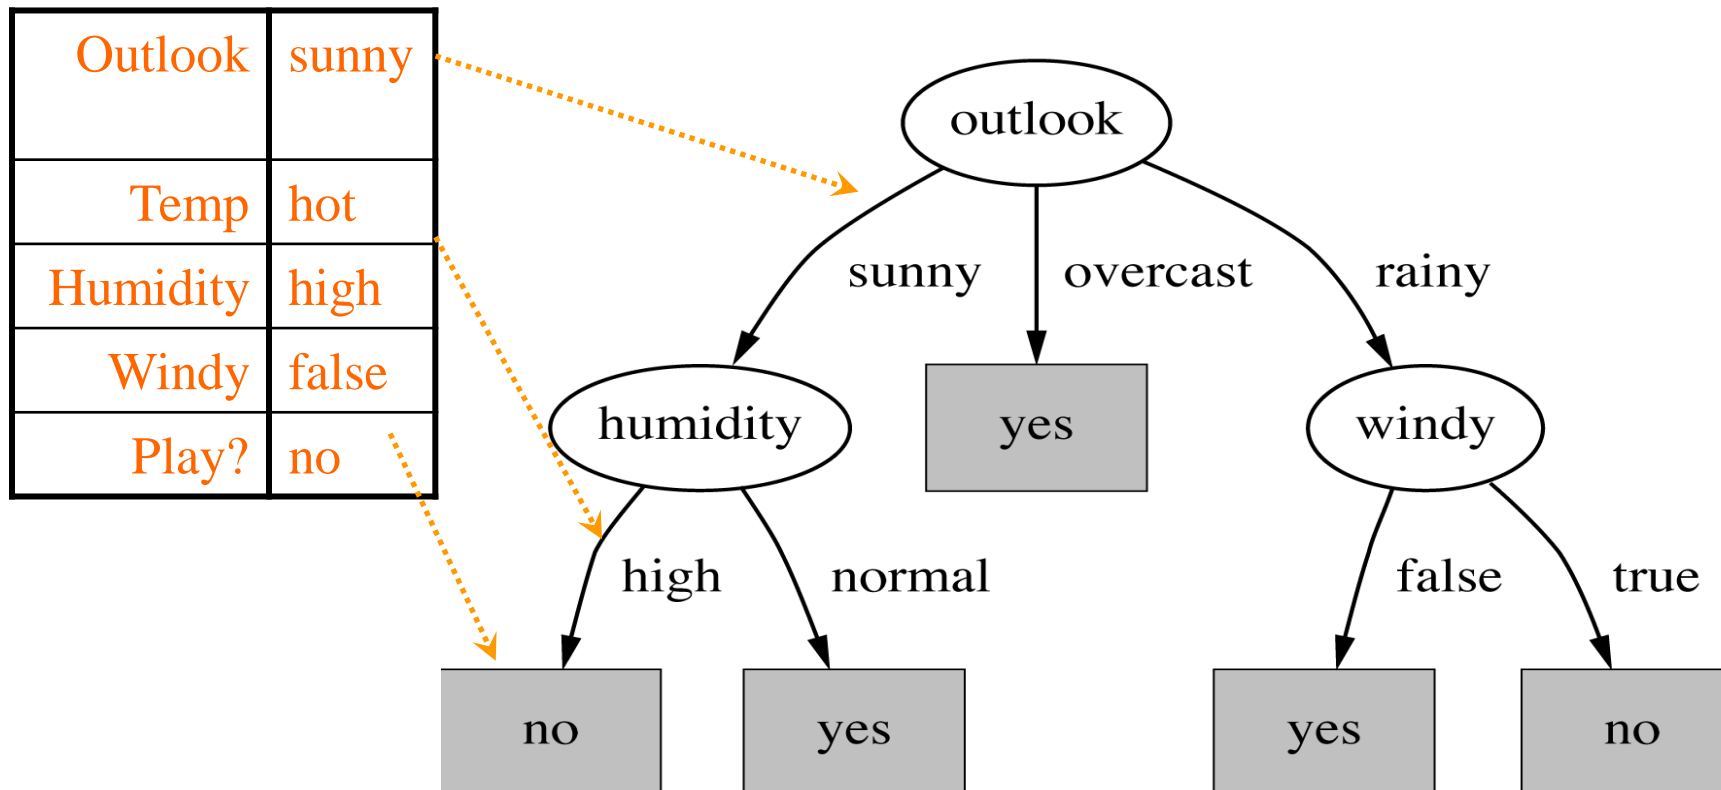 Outlook sunny
Temp hot
Humidity high
Windy false
Play? no
outlook
sunny overcast rainy
humidity yes windy
high normal false true
no yes yes no